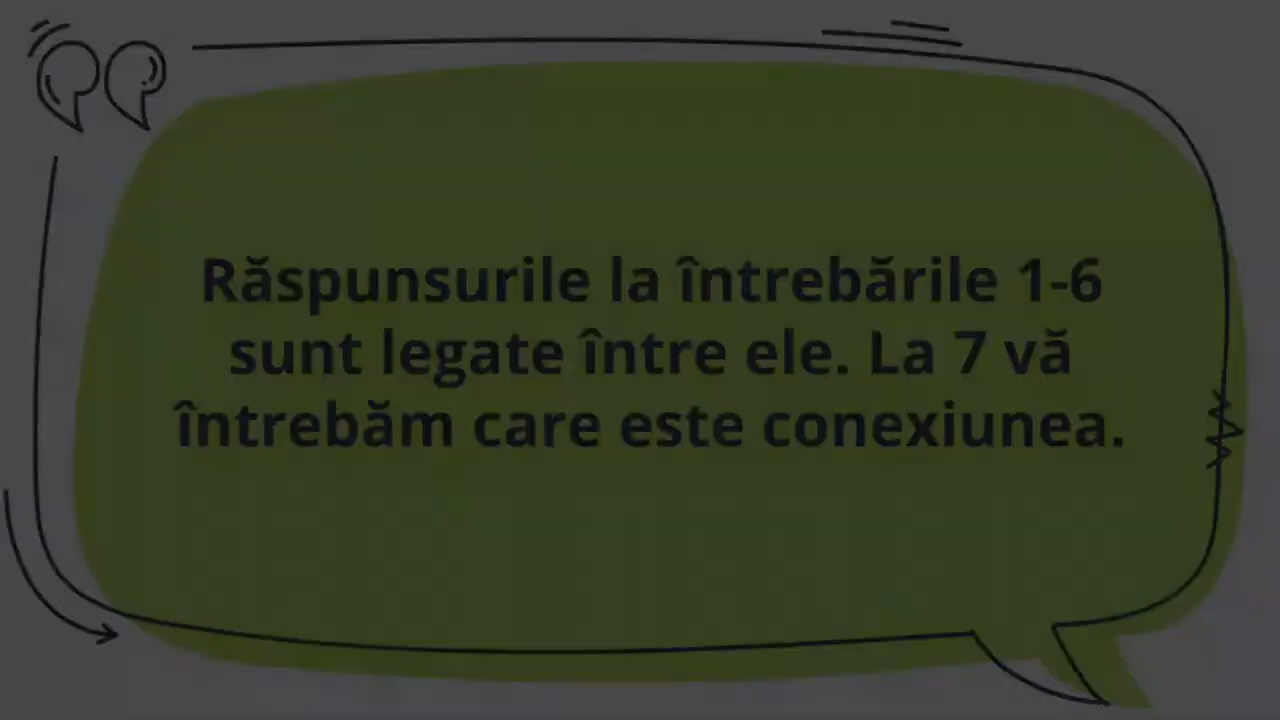 Răspunsurile la întrebările 1-6
sunt legate între ele. La 7 vă
întrebăm care este conexiunea.